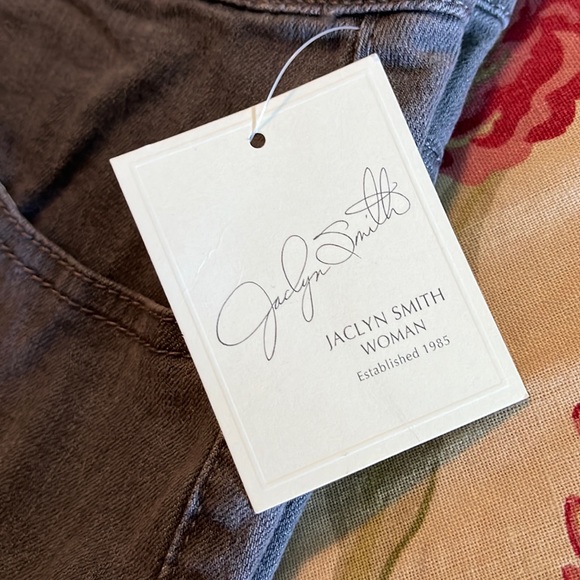 Jaclyn Smith
JACLYN SMITH
WOMAN
Established 1985